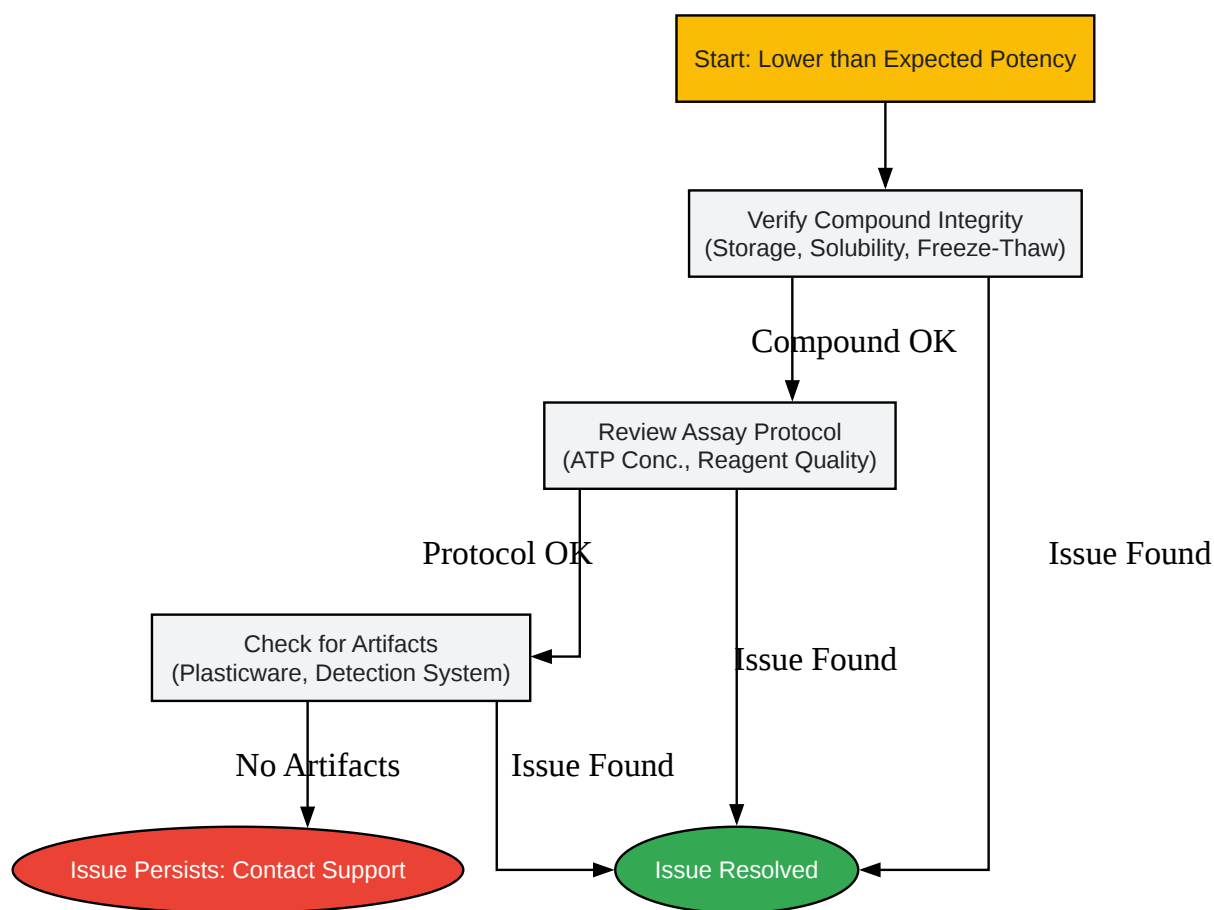 Start: Lower than Expected Potency
Verify Compound Integrity
(Storage, Solubility, Freeze-Thaw)
Compound OK
Review Assay Protocol
(ATP Conc., Reagent Quality)
Protocol OK
Issue Found
Check for Artifacts
(Plasticware, Detection System)
Issue Found
No Artifacts
Issue Found
Issue Persists: Contact Support
Issue Resolved